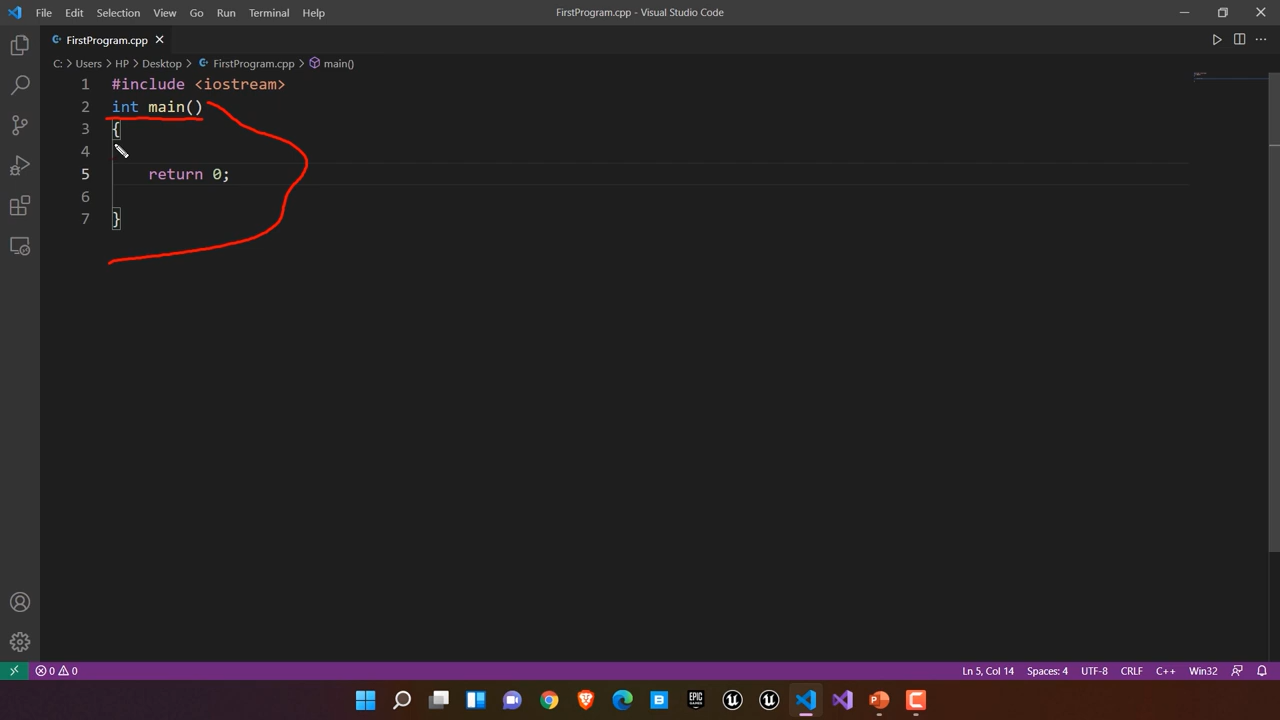 File Edit Selection View Go Run Terminal Help FirstProgram.cpp - Visual Studio Code
FirstProgram.cpp
C: > Users > HP > Desktop > FirstProgram.cpp > main()
1 #include <iostream>
2 int main()
3 {
4
5 return 0;
6
7 }
0 0 Ln 5, Col 14 Spaces: 4 UTF-8 CRLF C++ Win32
EPIC GAMES